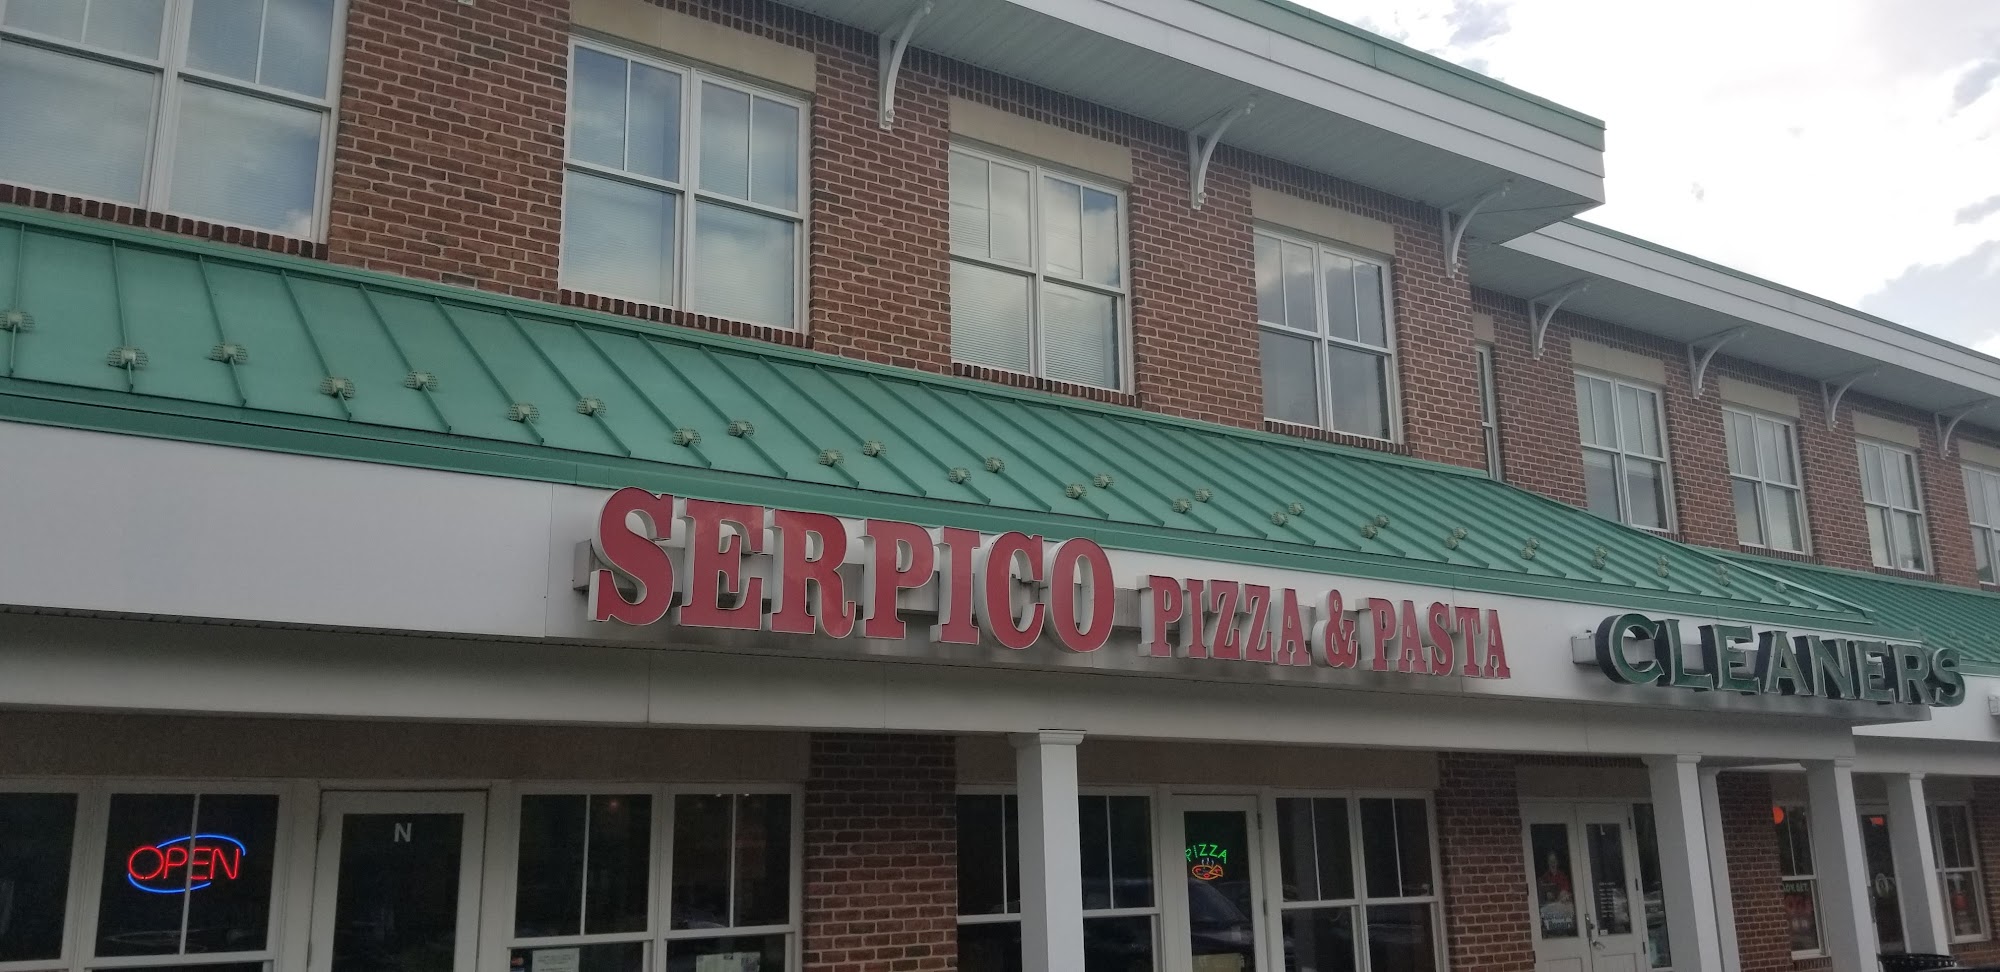 SERPICO PIZZA & PASTA
CLEANERS
OPEN
N
PIZZA